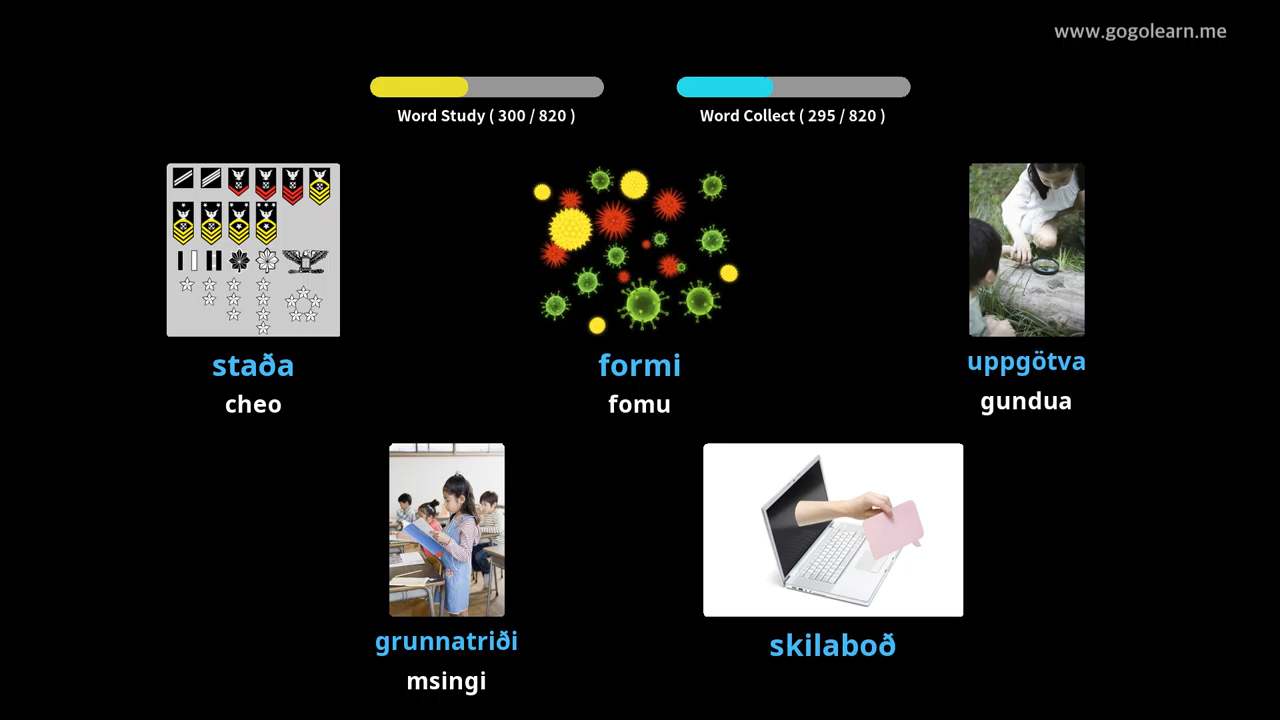 www.gogolearn.me
Word Study ( 300 / 820 )
Word Collect ( 295 / 820 )
staða
cheo
formi
fomu
uppgötva
gundua
grunnatriði
msingi
skilaboð